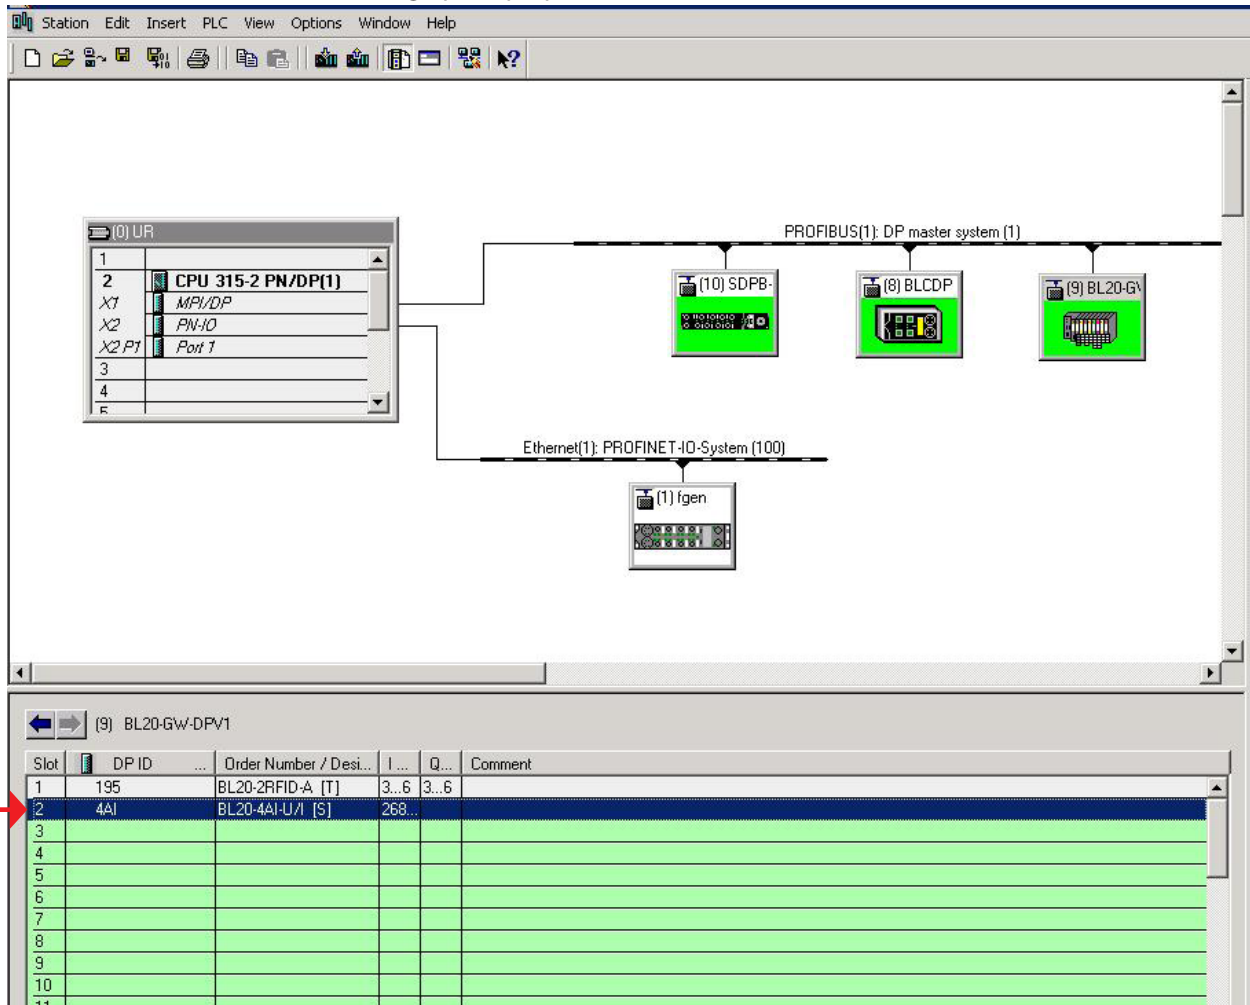 Station Edit Insert PLC View Options Window Help
(0) UR
1
2 CPU 315-2 PN/DP(1)
X1 MPI/DP
X2 PN-IO
X2 P1 Port 1
3
4
5
PROFIBUS(1): DP master system (1)
(10) SDPB-
(8) BLCDP
(9) BL20-G
Ethernet(1): PROFINET-IO-System (100)
(1) fgen
(9) BL20-GW-DPV1
Slot DP ID ... Order Number / Desi... I ... Q... Comment
1 195 BL20-2RFID-A [T] 3...6 3...6
2 4AI BL20-4AI-U/I [S] 268...
3
4
5
6
7
8
9
10
11